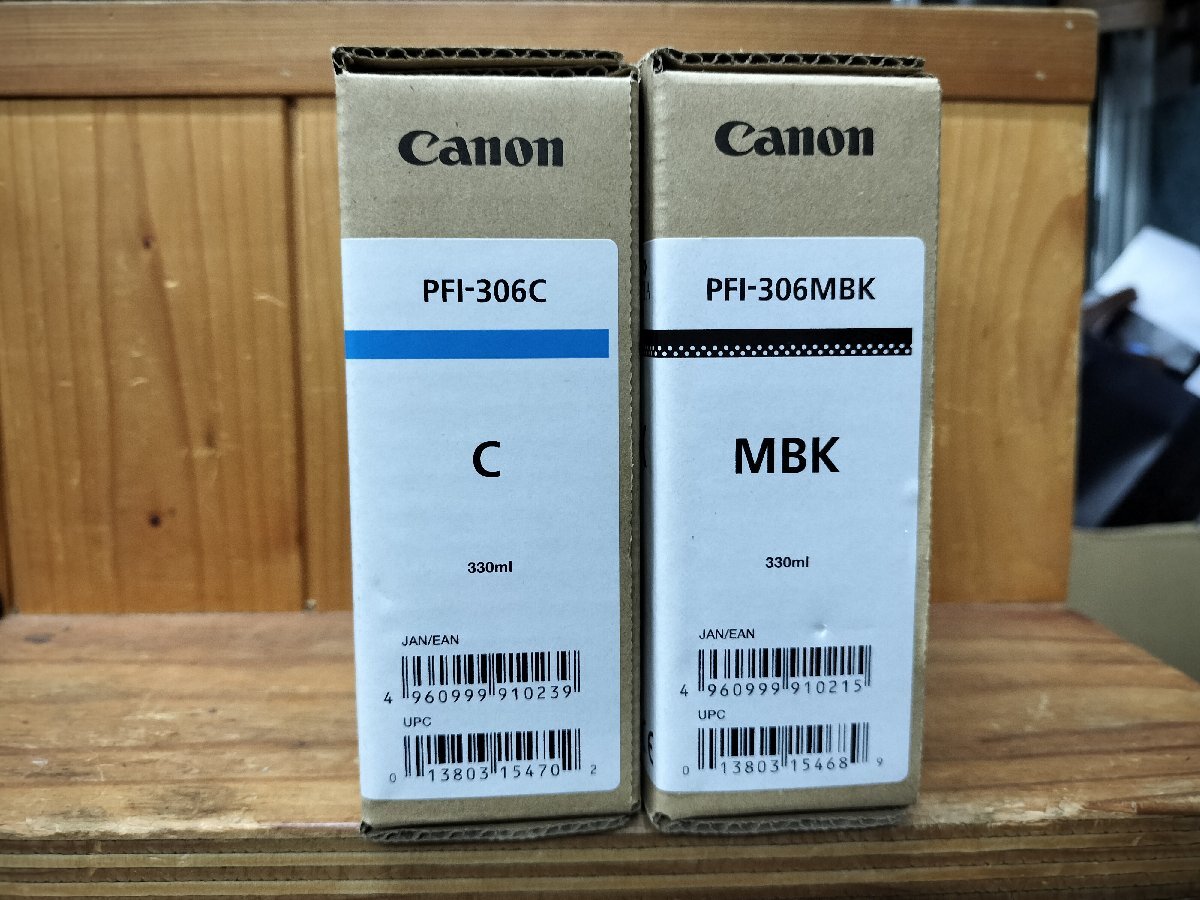 Canon
PFI-306C
C
330ml
JAN/EAN
4 960999 910239
UPC
0 13803 15470 2
Canon
PFI-306MBK
MBK
330ml
JAN/EAN
4 960999 910215
UPC
0 13803 15468 9